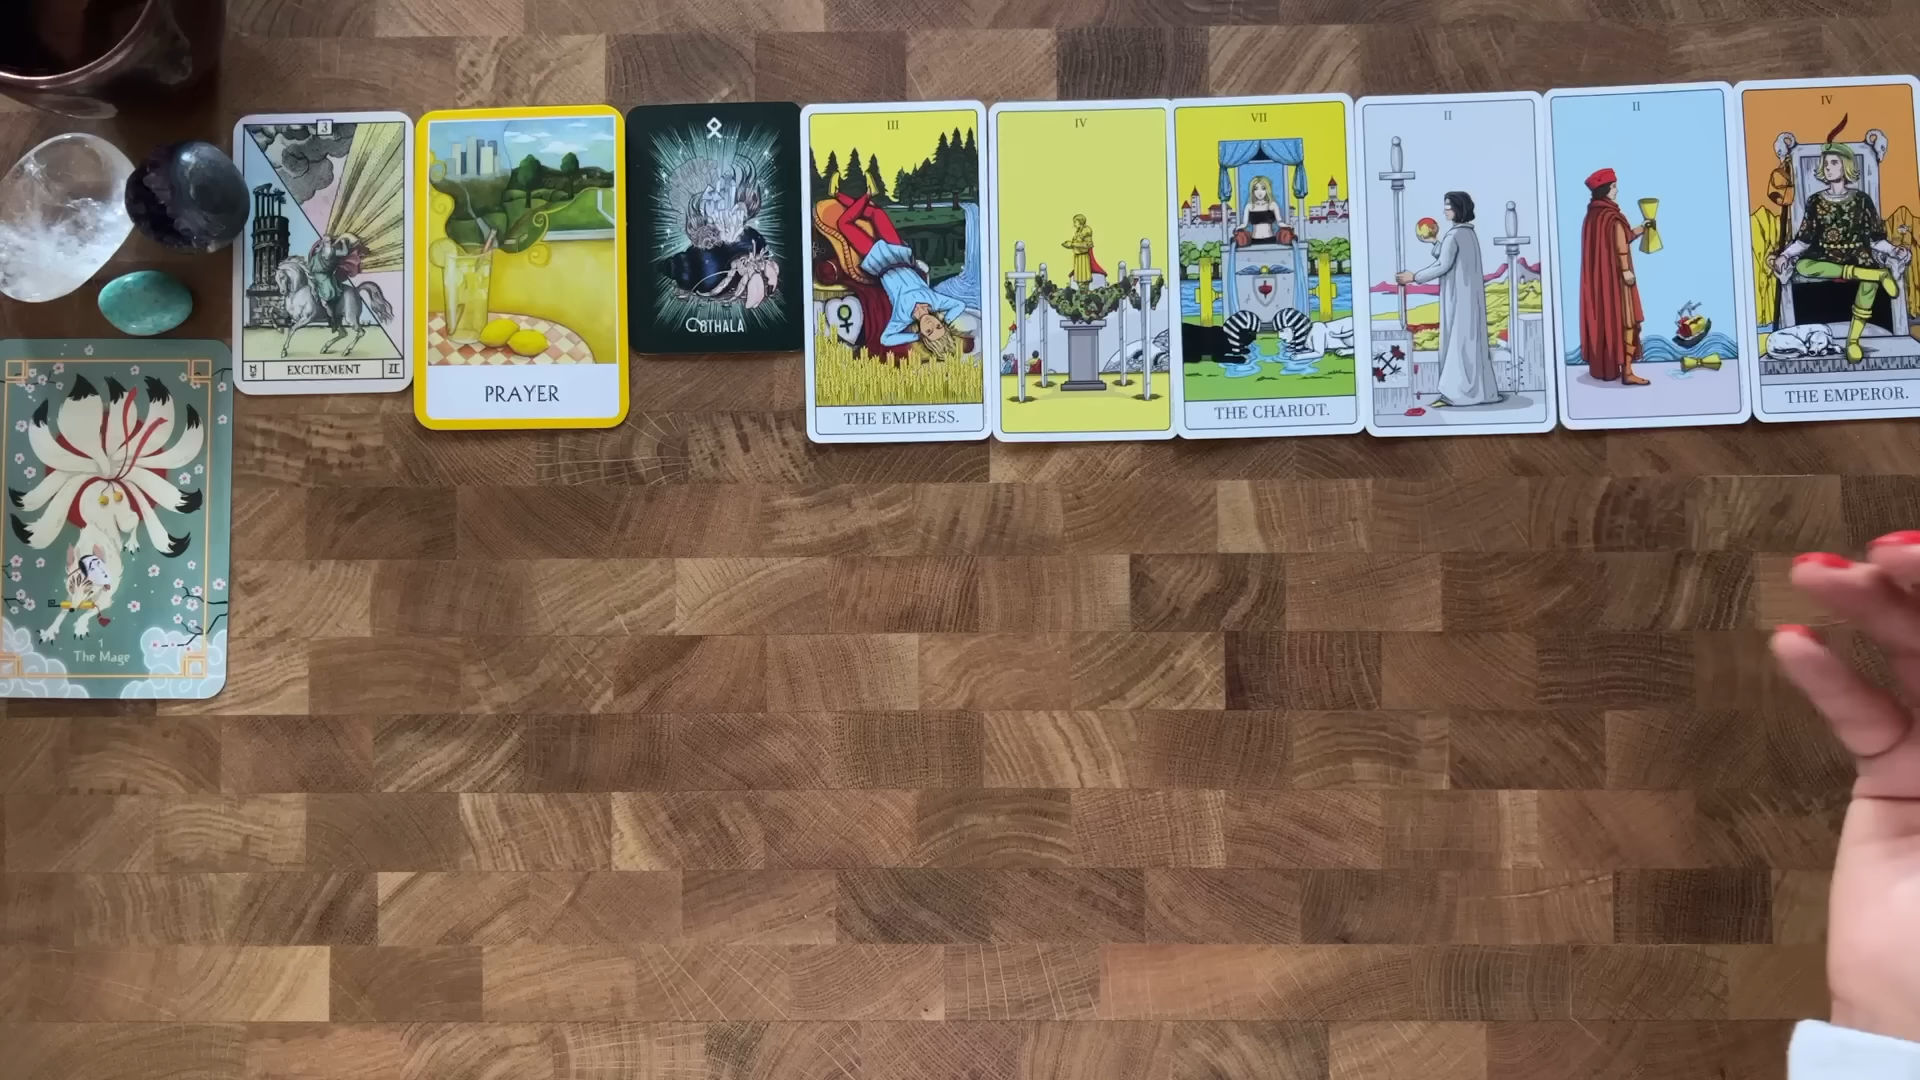 3
EXCITEMENT
PRAYER
OTHALA
III
THE EMPRESS.
IV
VII
THE CHARIOT.
II
II
IV
THE EMPEROR.
1
The Mage